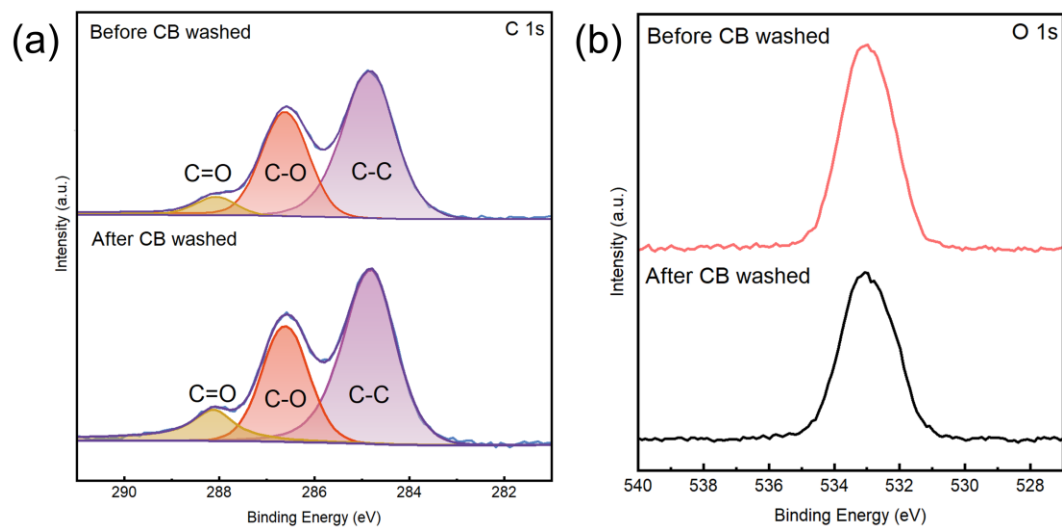 (a)
Before CB washed
C 1s
C=O
C-O
C-C
After CB washed
C=O
C-O
C-C
Intensity (a.u.)
290
288
286
284
282
Binding Energy (eV)
(b)
Before CB washed
O 1s
After CB washed
Intensity (a.u.)
540
538
536
534
532
530
528
Binding Energy (eV)